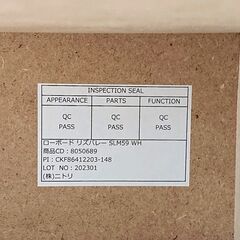 INSPECTION SEAL
APPEARANCE PARTS FUNCTION
QC PASS QC PASS QC PASS
ローボード リズバレー SLM59 WH
商品CD : 8050689
PI : CKF86412203-148
LOT NO : 202301
(株)ニトリ